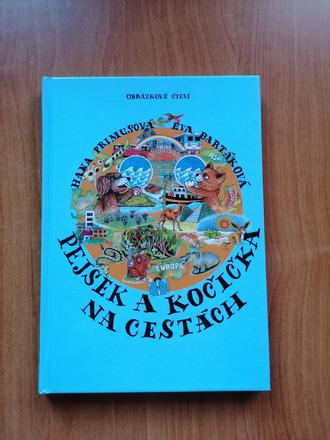 OBRÁZKOVÉ ČTENÍ
HANA PRIMUSOVÁ
EVA BARTÁKOVÁ
EVROPA
PEJSEK A KOČIČKA
NA CESTÁCH